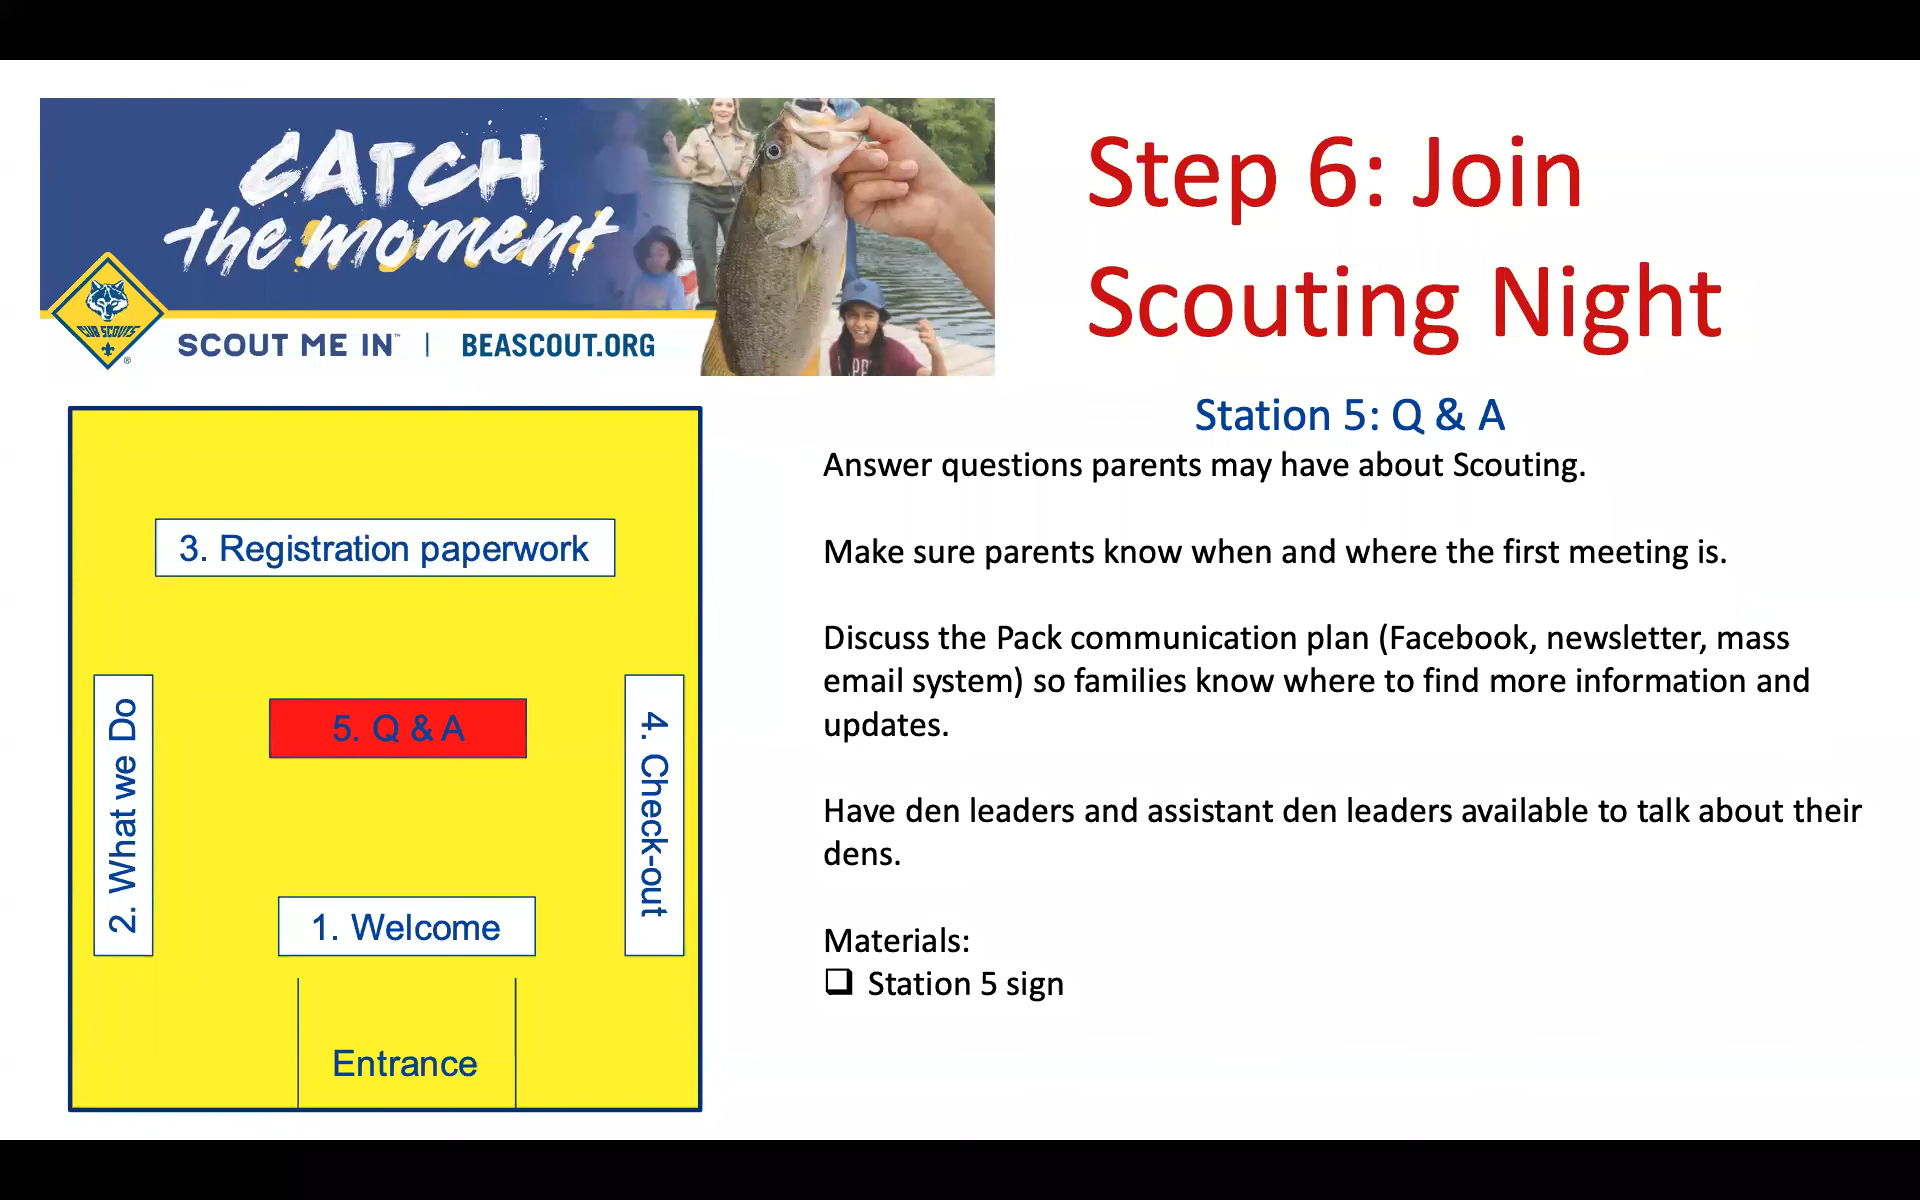 CATCH
the moment
CUB SCOUTS
®
SCOUT ME IN™ | BEASCOUT.ORG
Step 6: Join
Scouting Night
Station 5: Q & A
Answer questions parents may have about Scouting.
Make sure parents know when and where the first meeting is.
Discuss the Pack communication plan (Facebook, newsletter, mass
email system) so families know where to find more information and
updates.
Have den leaders and assistant den leaders available to talk about their
dens.
Materials:
❑ Station 5 sign
3. Registration paperwork
2. What we Do
5. Q & A
4. Check-out
1. Welcome
Entrance